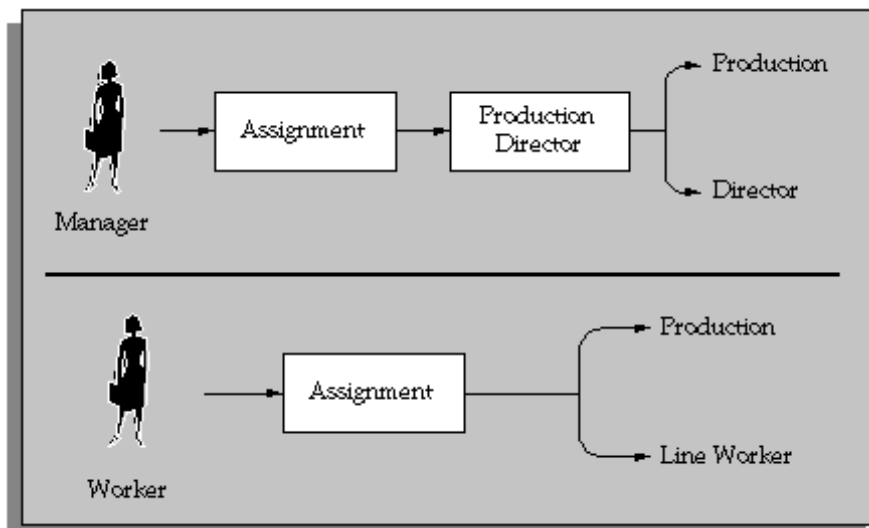 Production
Assignment
Production
Director
Director
Manager
Production
Assignment
Line Worker
Worker